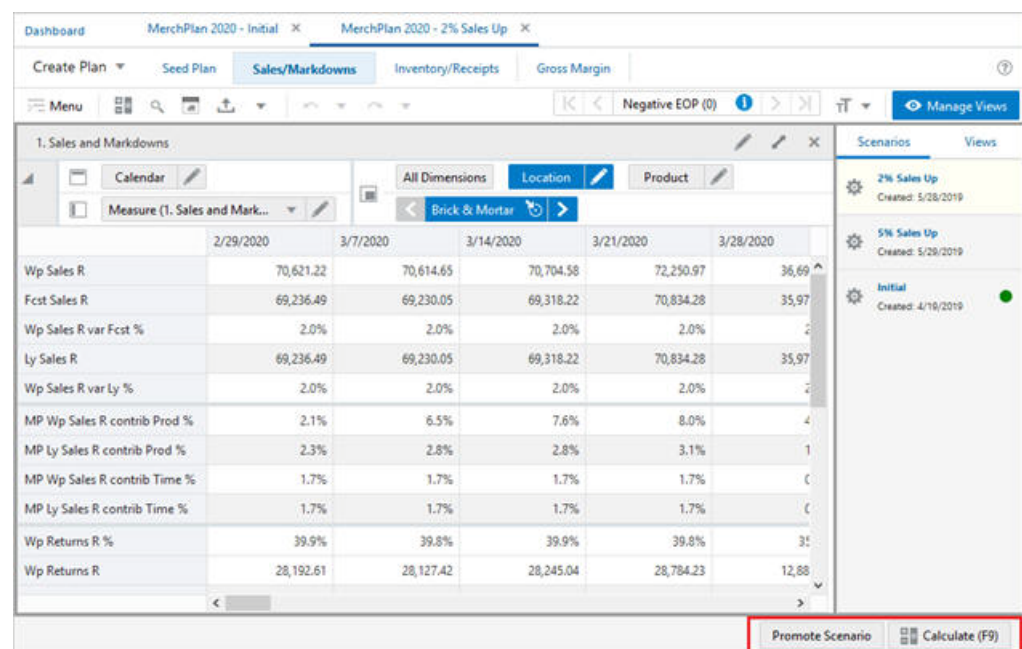 Dashboard MerchPlan 2020 - Initial × MerchPlan 2020 - 2% Sales Up ×
Create Plan Seed Plan Sales/Markdowns Inventory/Receipts Gross Margin
Menu Negative EOP (0) Manage Views
1. Sales and Markdowns
Scenarios Views
Calendar All Dimensions Location Product
Measure (1. Sales and Mark... Brick & Mortar
2% Sales Up
Created: 5/28/2019
5% Sales Up
Created: 5/29/2019
Initial
Created: 4/19/2019
2/29/2020 3/7/2020 3/14/2020 3/21/2020 3/28/2020
Wp Sales R 70,621.22 70,614.65 70,704.58 72,250.97 36,69
Fcst Sales R 69,236.49 69,230.05 69,318.22 70,834.28 35,97
Wp Sales R var Fcst % 2.0% 2.0% 2.0% 2.0%
Ly Sales R 69,236.49 69,230.05 69,318.22 70,834.28 35,97
Wp Sales R var Ly % 2.0% 2.0% 2.0% 2.0%
MP Wp Sales R contrib Prod % 2.1% 6.5% 7.6% 8.0%
MP Ly Sales R contrib Prod % 2.3% 2.8% 2.8% 3.1%
MP Wp Sales R contrib Time % 1.7% 1.7% 1.7% 1.7%
MP Ly Sales R contrib Time % 1.7% 1.7% 1.7% 1.7%
Wp Returns R % 39.9% 39.8% 39.9% 39.8%
Wp Returns R 28,192.61 28,127.42 28,245.04 28,784.23 12,88
Promote Scenario Calculate (F9)